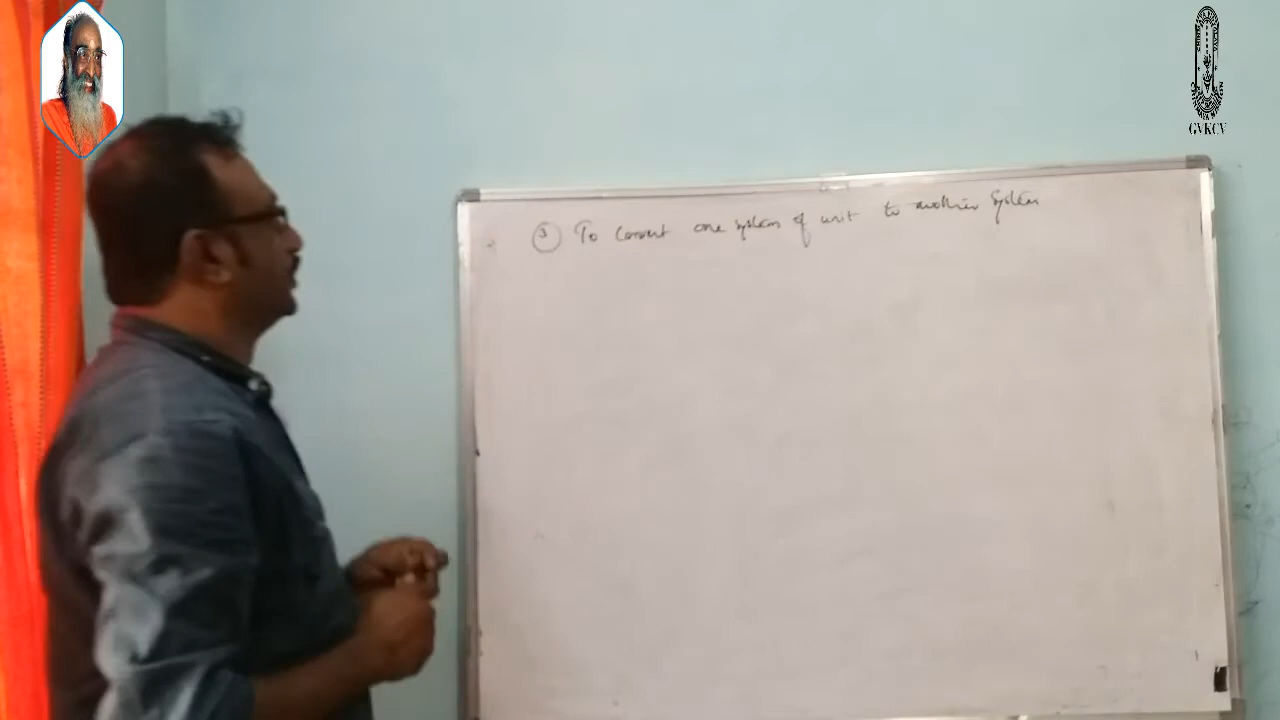 ③ To convert one system of unit to another system
GVKCV